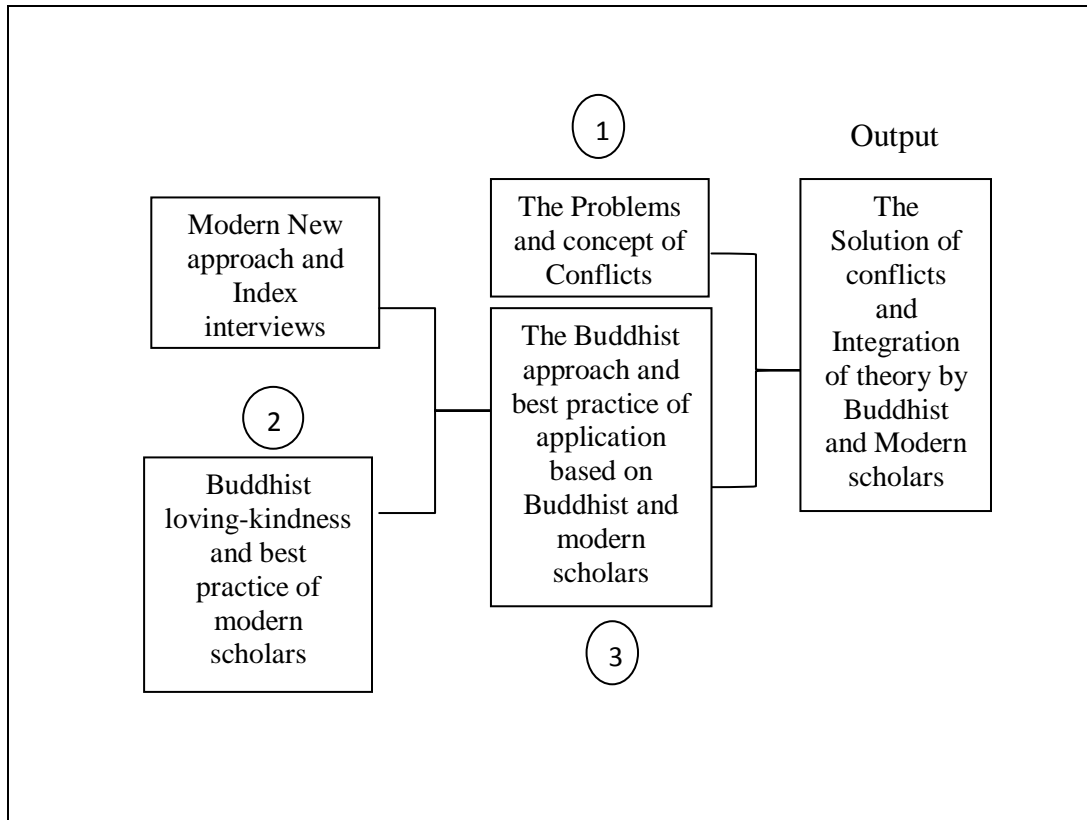 1
Output
Modern New
approach and
Index
interviews
2
Buddhist
loving-kindness
and best
practice of
modern
scholars
The Problems
and concept of
Conflicts
The Buddhist
approach and
best practice of
application
based on
Buddhist and
modern
scholars
3
The
Solution of
conflicts
and
Integration
of theory by
Buddhist
and Modern
scholars